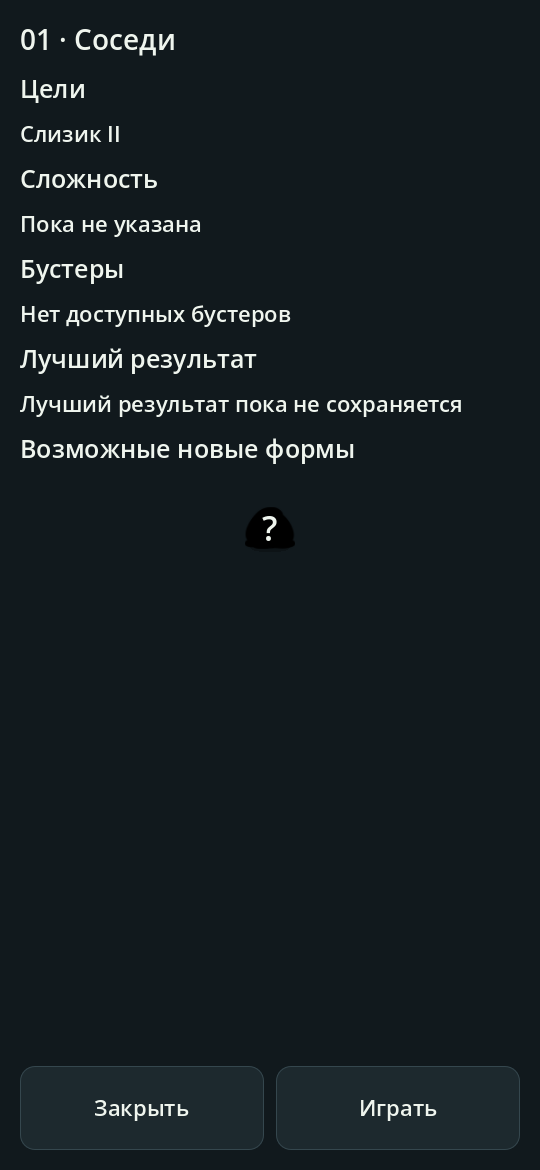 01 · Соседи
Цели
Слизик II
Сложность
Пока не указана
Бустеры
Нет доступных бустеров
Лучший результат
Лучший результат пока не сохраняется
Возможные новые формы
?
Закрыть
Играть